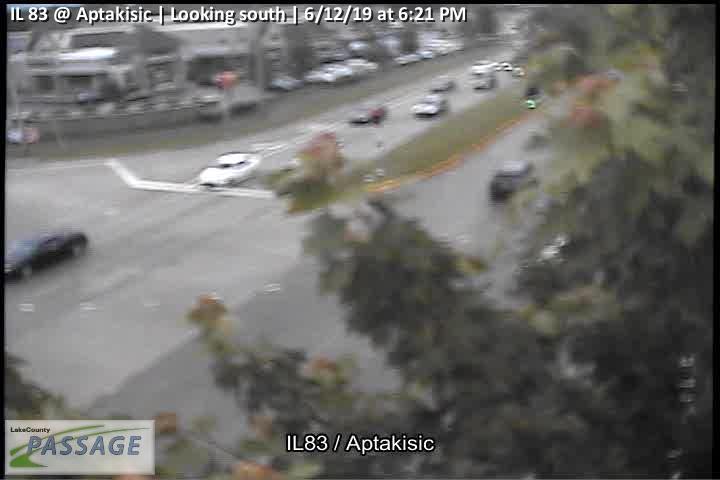 IL 83 @ Aptakisic | Looking south | 6/12/19 at 6:21 PM
IL83 / Aptakisic
LakeCounty
PASSAGE